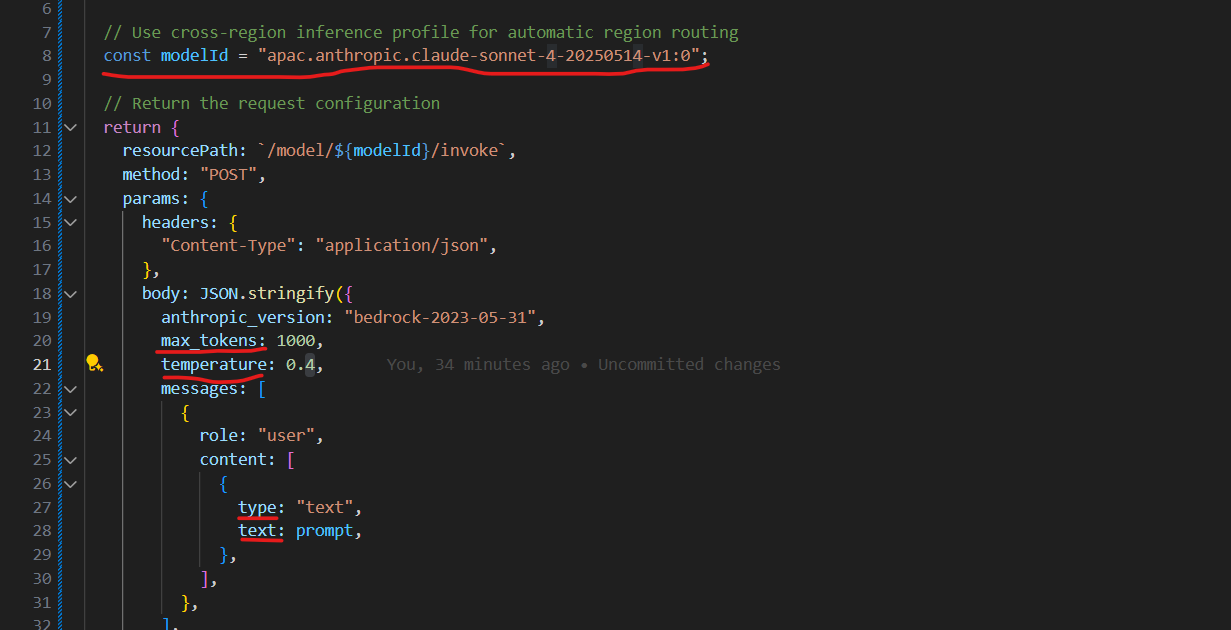 6
7 // Use cross-region inference profile for automatic region routing
8 const modelId = "apac.anthropic.claude-sonnet-4-20250514-v1:0";
9
10 // Return the request configuration
11 return {
12 resourcePath: `/model/${modelId}/invoke`,
13 method: "POST",
14 params: {
15 headers: {
16 "Content-Type": "application/json",
17 },
18 body: JSON.stringify({
19 anthropic_version: "bedrock-2023-05-31",
20 max_tokens: 1000,
21 temperature: 0.4, You, 34 minutes ago • Uncommitted changes
22 messages: [
23 {
24 role: "user",
25 content: [
26 {
27 type: "text",
28 text: prompt,
29 },
30 ],
31 },
32 ],